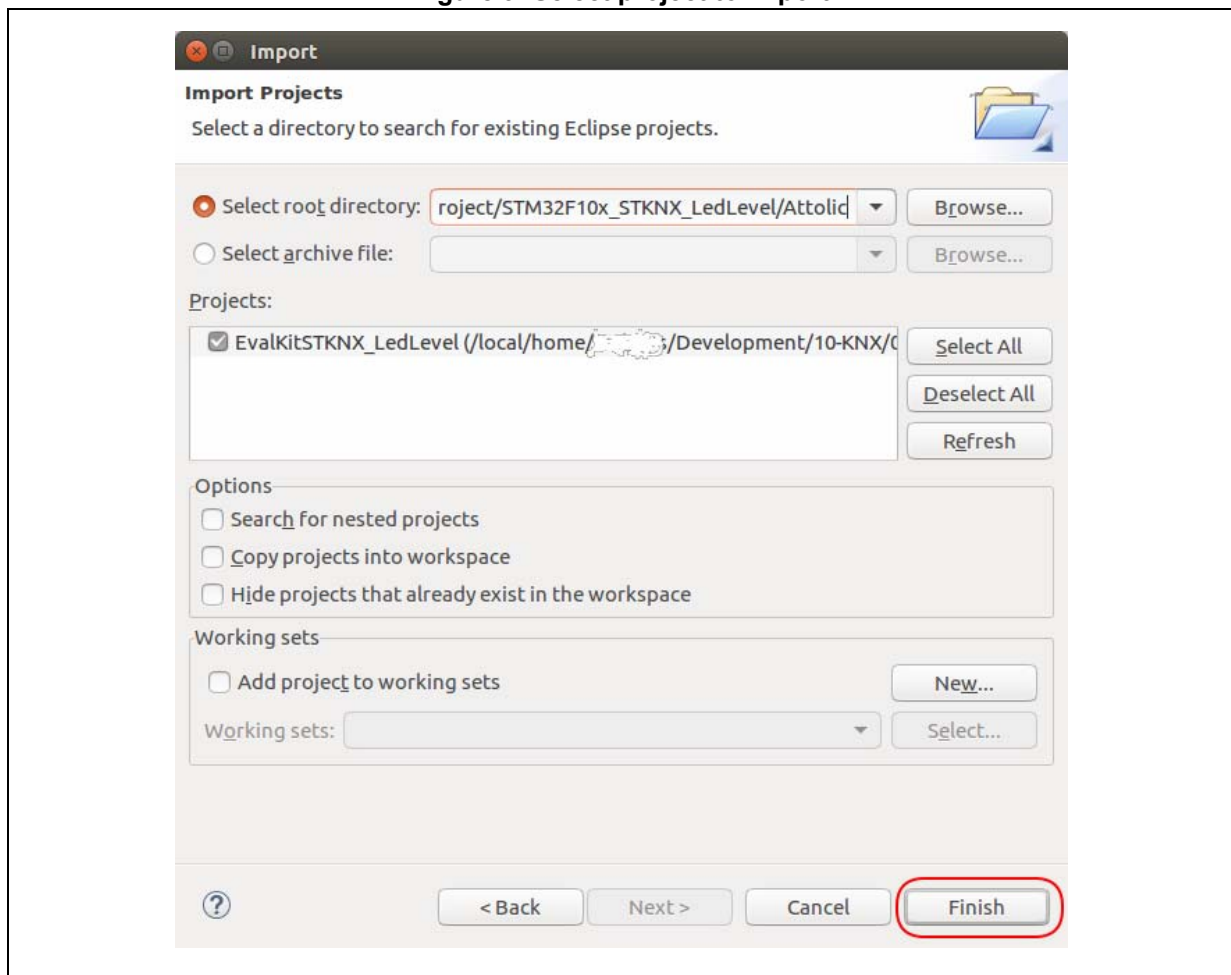 Import
Import Projects
Select a directory to search for existing Eclipse projects.
Select root directory: roject/STM32F10x_STKNX_LedLevel/Attolic Browse...
Select archive file: Browse...
Projects:
EvalKitSTKNX_LedLevel (/local/home/ s/Development/10-KNX/0
Select All
Deselect All
Refresh
Options
Search for nested projects
Copy projects into workspace
Hide projects that already exist in the workspace
Working sets
Add project to working sets New...
Working sets: Select...
? < Back Next > Cancel Finish